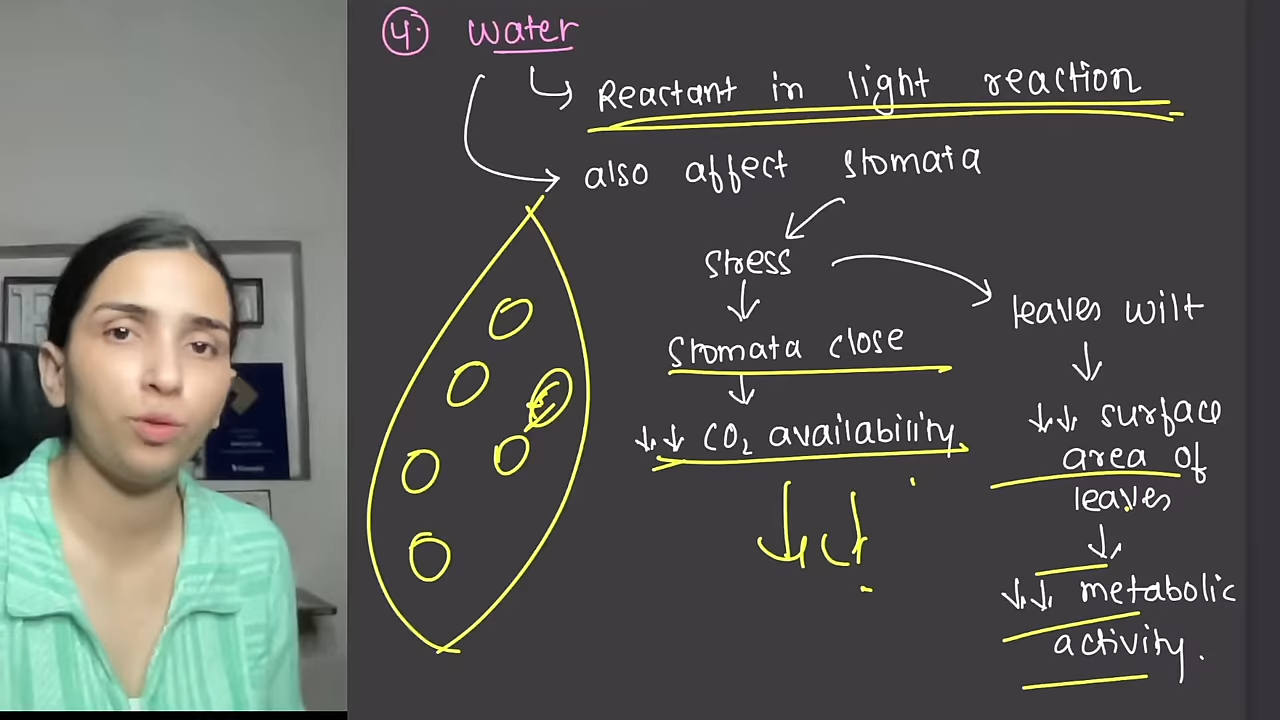 4. water
↳ Reactant in light reaction
→ also affect stomata
stress
↓
Stomata close
↓
↓↓ CO₂ availability
leaves wilt
↓
↓↓ surface
area of
leaves
↓
↓↓ metabolic
activity.